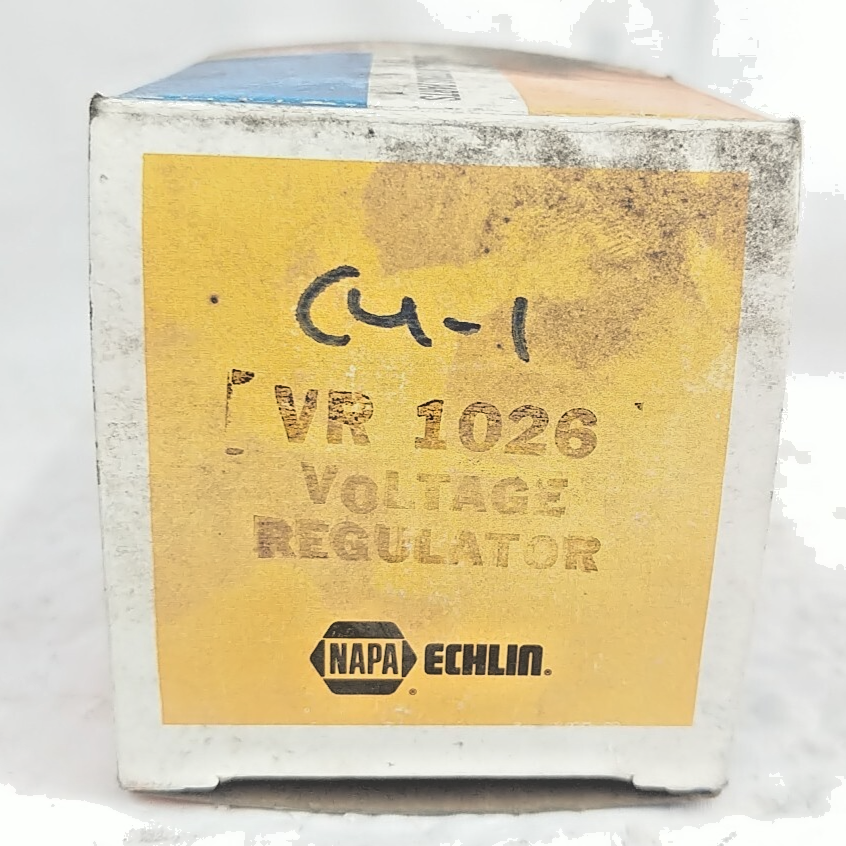 C4-1
VR 1026
VOLTAGE
REGULATOR
NAPA ECHLIN